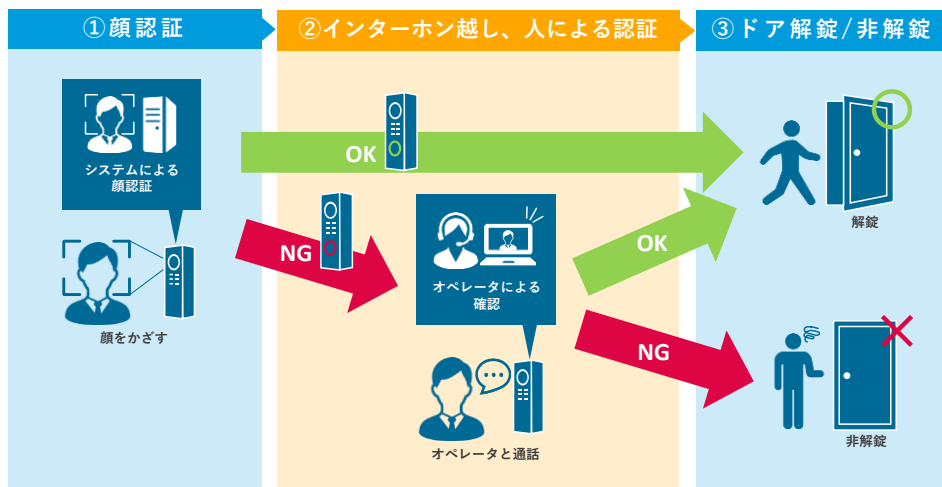 ①顔認証
②インターホン越し、人による認証
③ドア解錠/非解錠
システムによる
顔認証
顔をかざす
OK
NG
オペレータによる
確認
オペレータと通話
OK
NG
解錠
非解錠